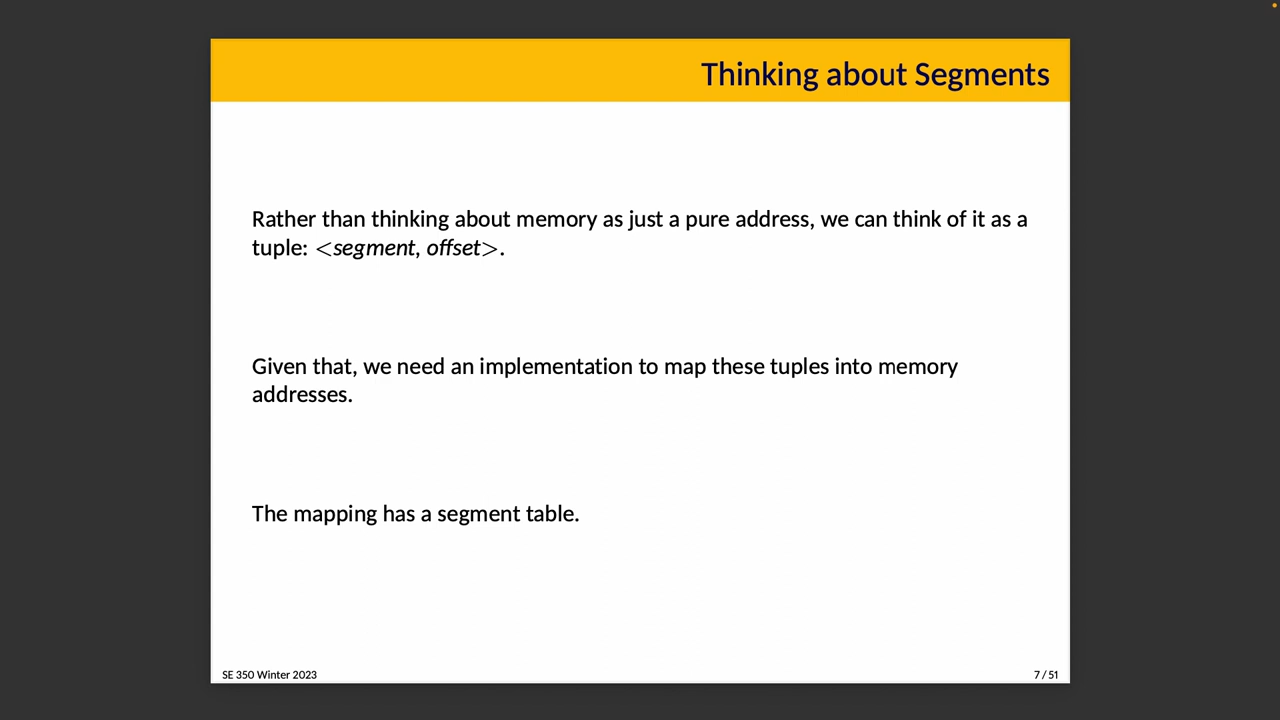 Thinking about Segments
Rather than thinking about memory as just a pure address, we can think of it as a
tuple: <segment, offset>.
Given that, we need an implementation to map these tuples into memory
addresses.
The mapping has a segment table.
SE 350 Winter 2023
7 / 51